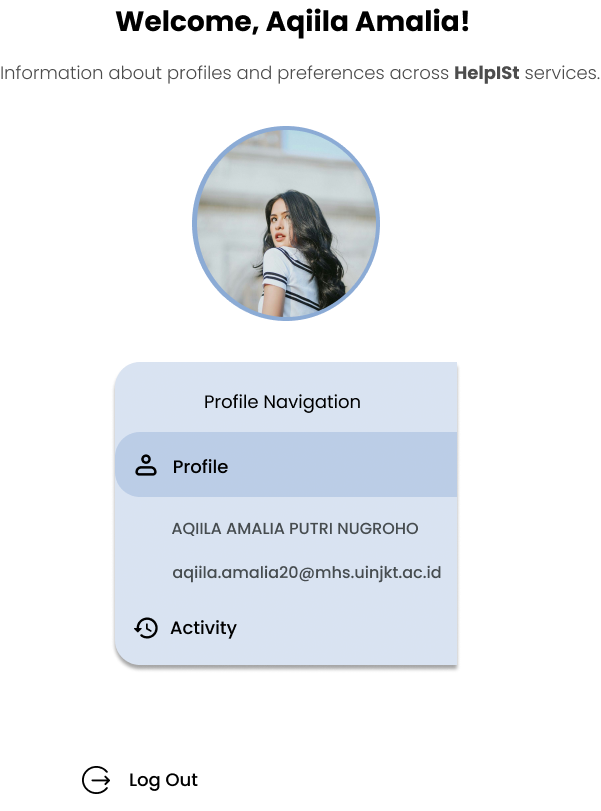 Welcome, Aqiila Amalia!
Information about profiles and preferences across HelpISt services.
Profile Navigation
Profile
AQIILA AMALIA PUTRI NUGROHO
aqiila.amalia20@mhs.uinjkt.ac.id
Activity
Log Out